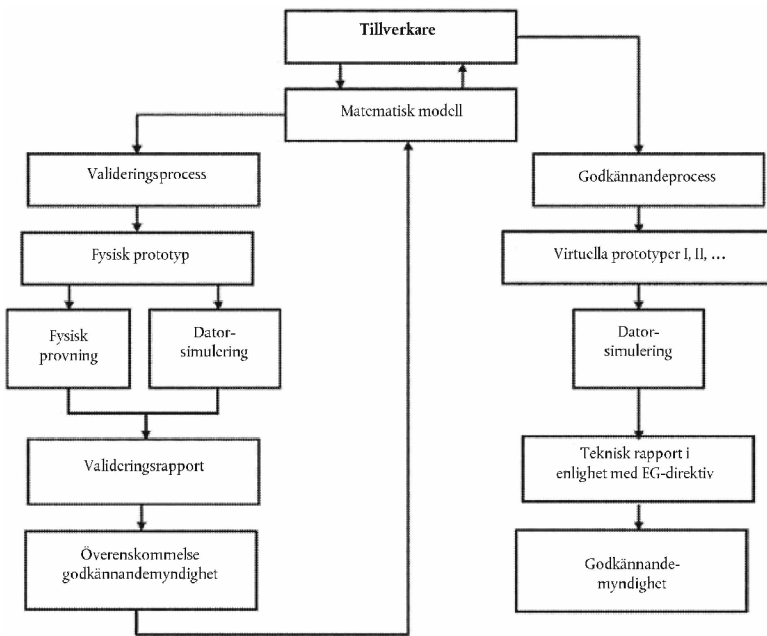 Tillverkare
Matematisk modell
Valideringsprocess
Godkännandeprocess
Fysisk prototyp
Virtuella prototyper I, II, ...
Fysisk
provning
Dator-
simulering
Dator-
simulering
Valideringsrapport
Teknisk rapport i
enlighet med EG-direktiv
Överenskommelse
godkännandemyndighet
Godkännande-
myndighet